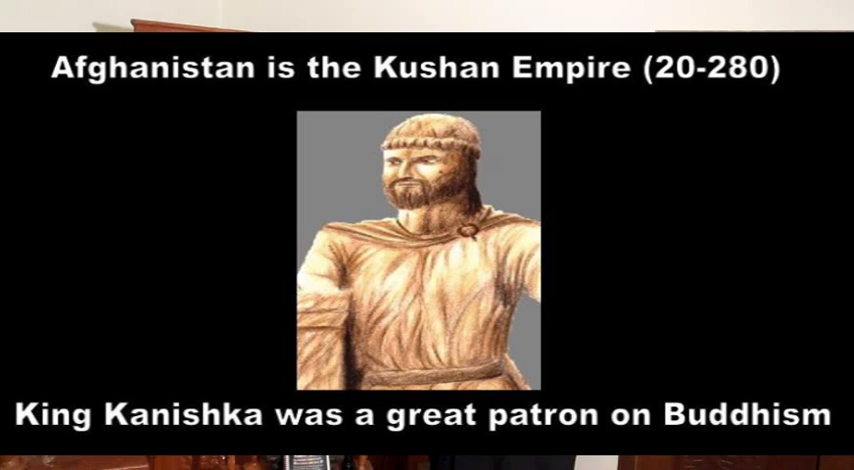 Afghanistan is the Kushan Empire (20-280)
King Kanishka was a great patron on Buddhism